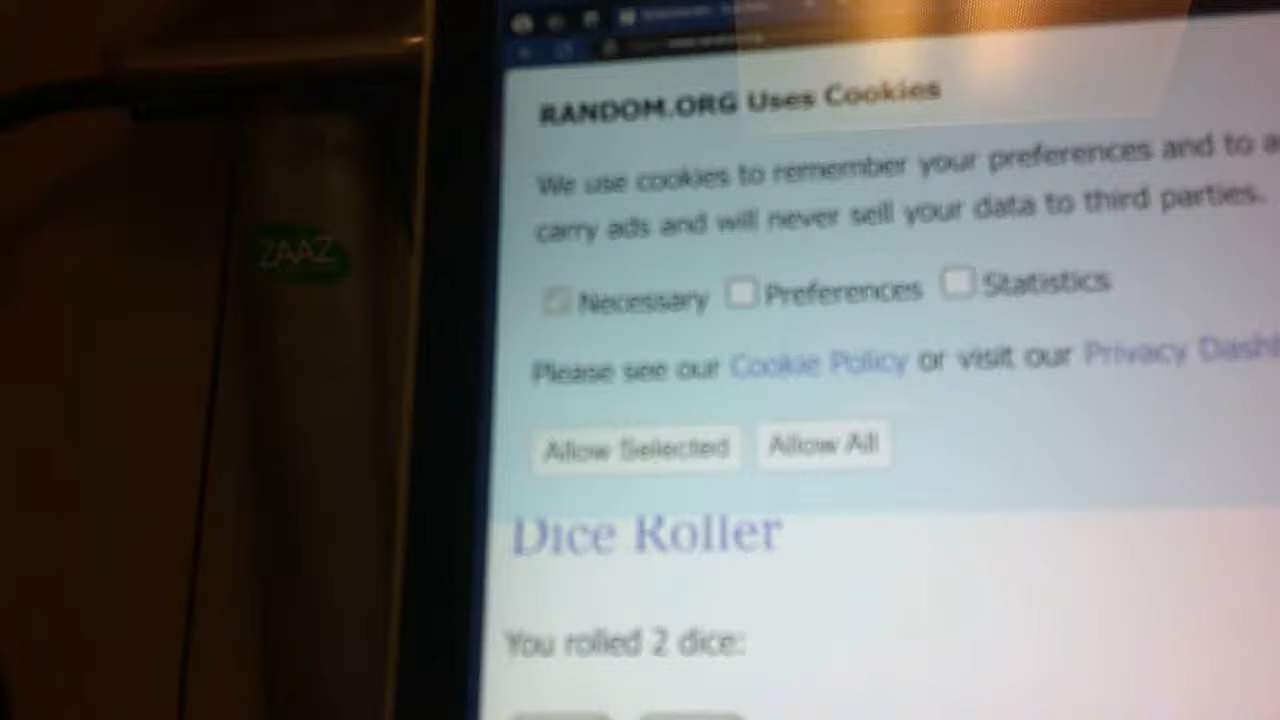 RANDOM.ORG Uses Cookies
We use cookies to remember your preferences and to
carry ads and will never sell your data to third parties.
Necessary Preferences Statistics
Please see our Cookie Policy or visit our Privacy
Allow Selected Allow All
Dice Roller
You rolled 2 dice:
ZAAZ